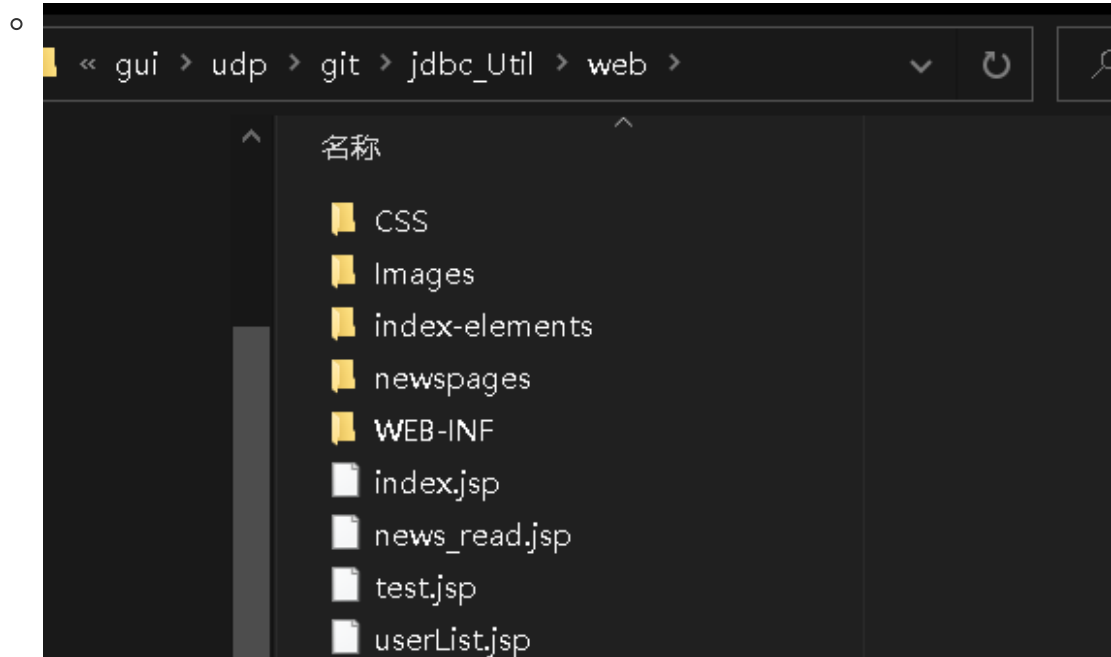 « gui > udp > git > jdbc_Util > web >
名称
CSS
Images
index-elements
newspages
WEB-INF
index.jsp
news_read.jsp
test.jsp
userList.jsp